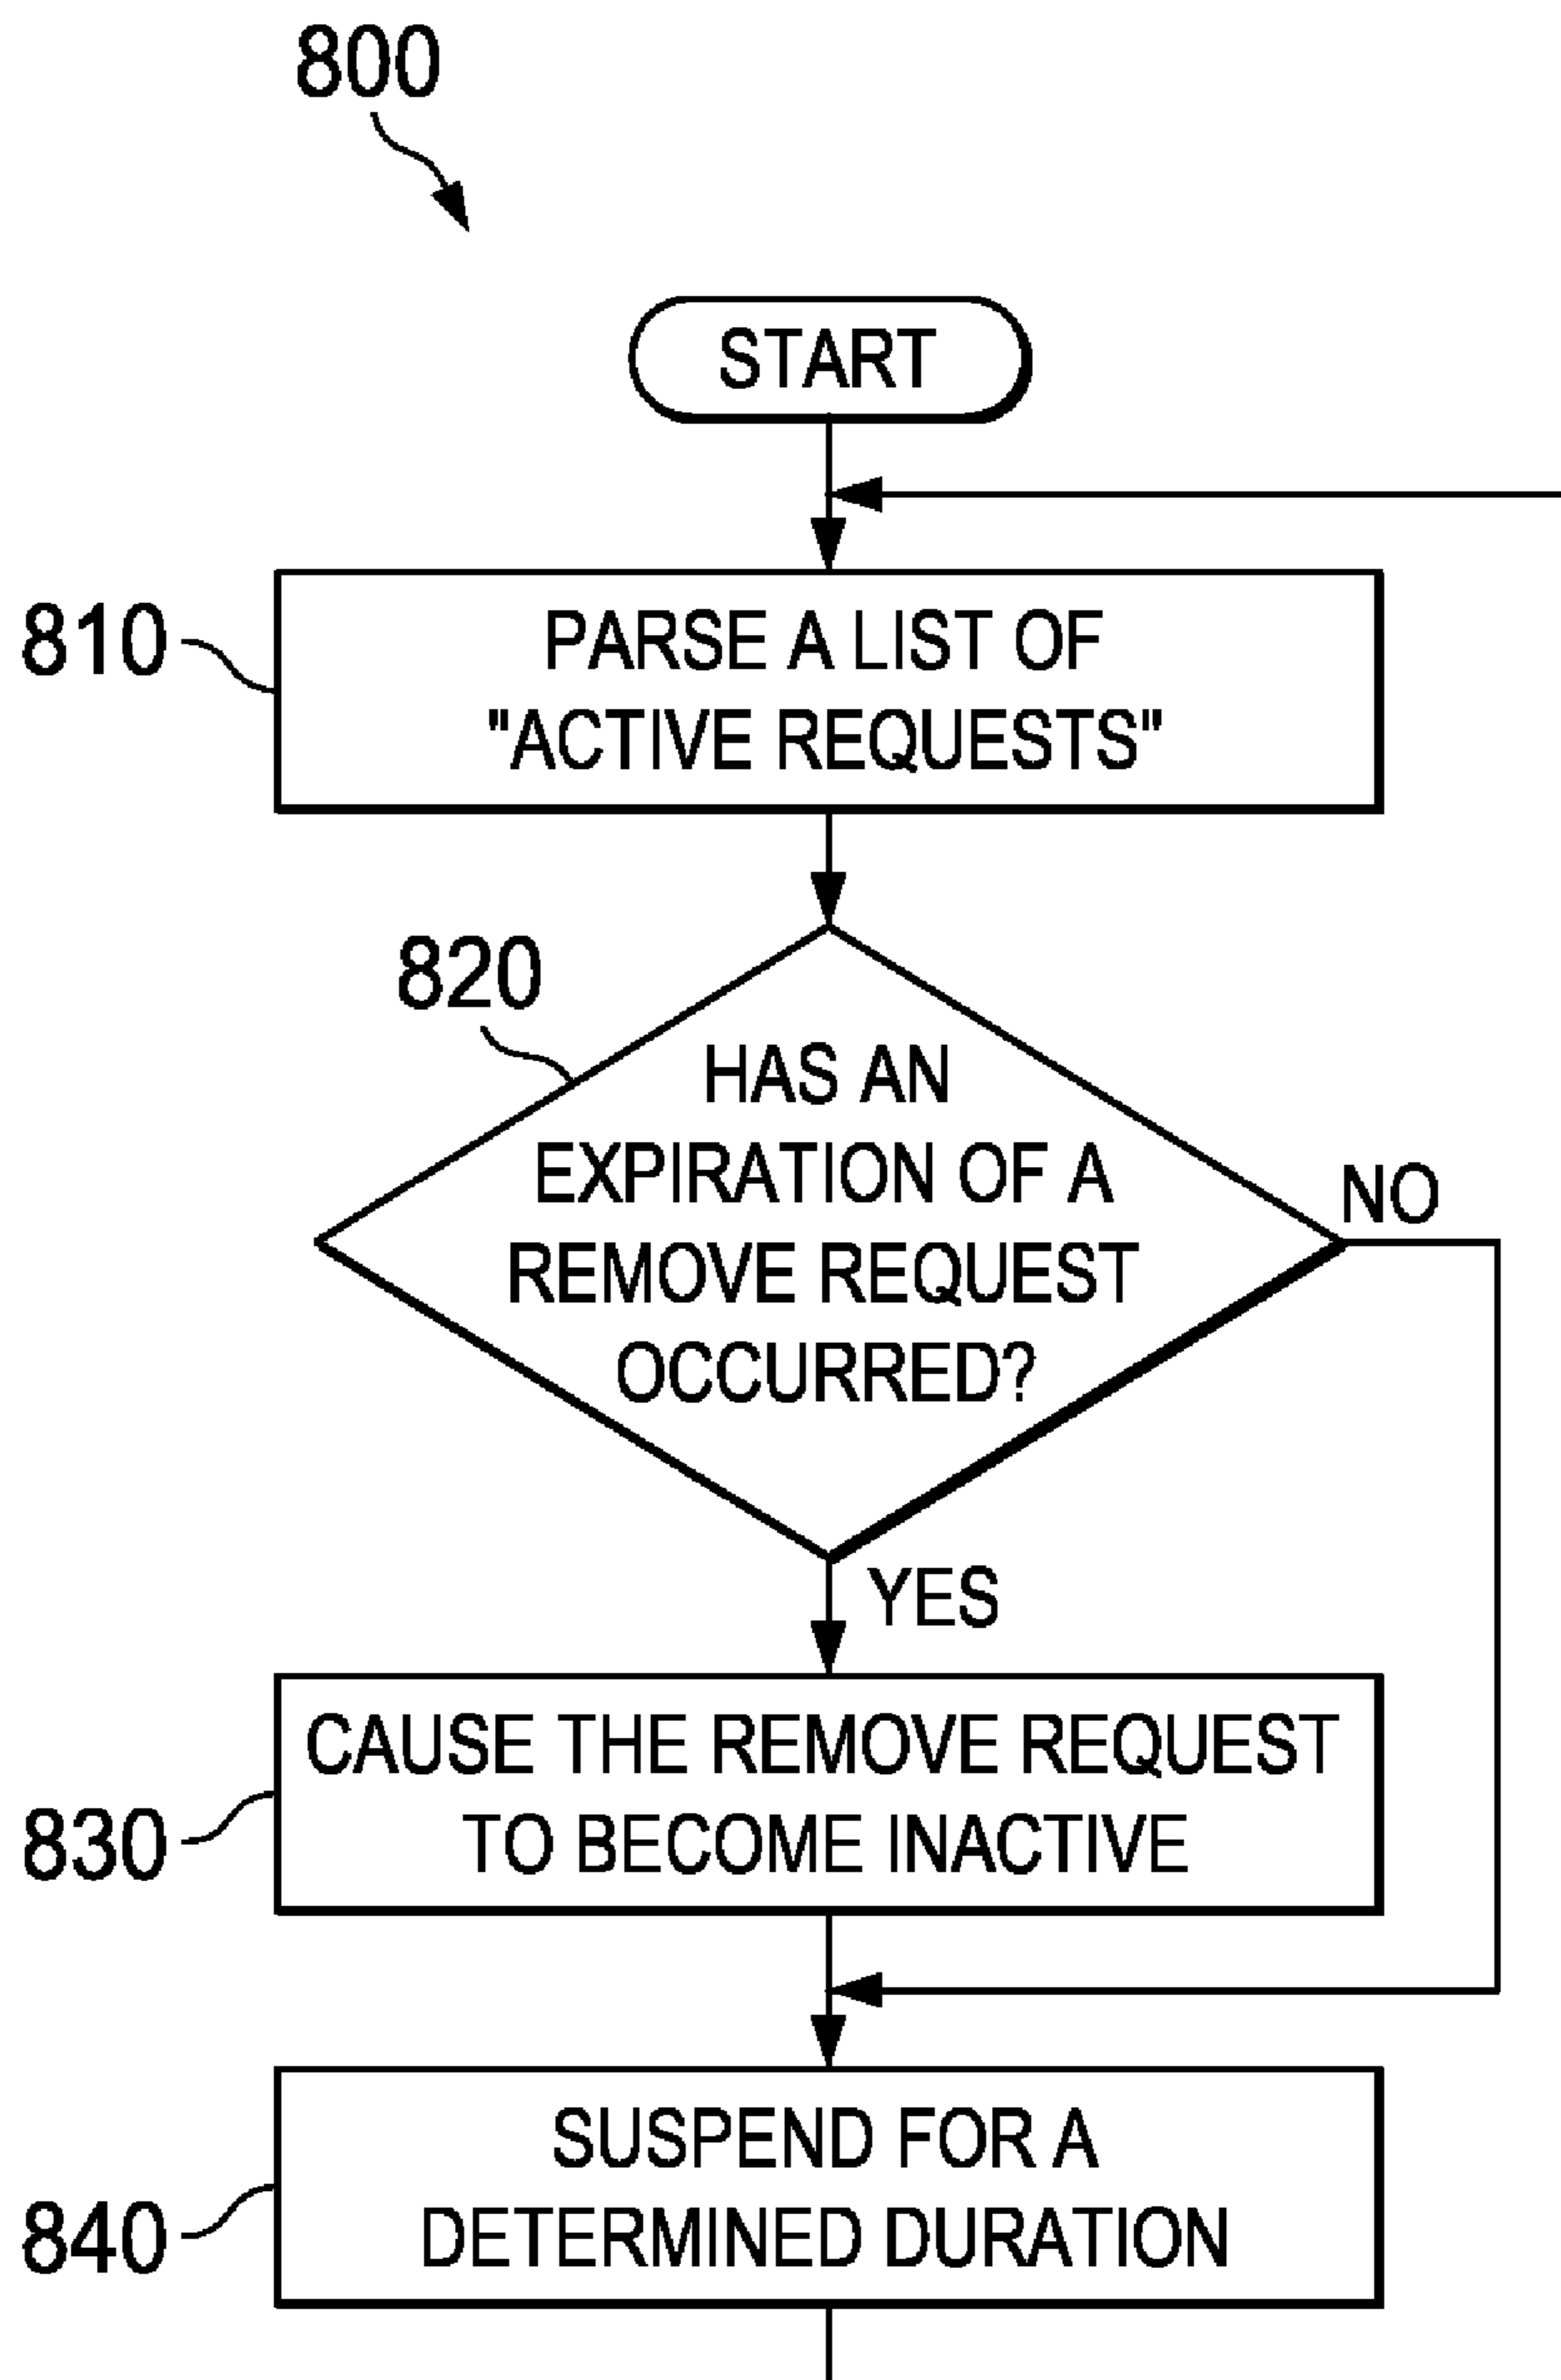 800
START
810
PARSE A LIST OF
"ACTIVE REQUESTS"
820
HAS AN
EXPIRATION OF A
REMOVE REQUEST
OCCURRED?
NO
YES
830
CAUSE THE REMOVE REQUEST
TO BECOME INACTIVE
840
SUSPEND FOR A
DETERMINED DURATION